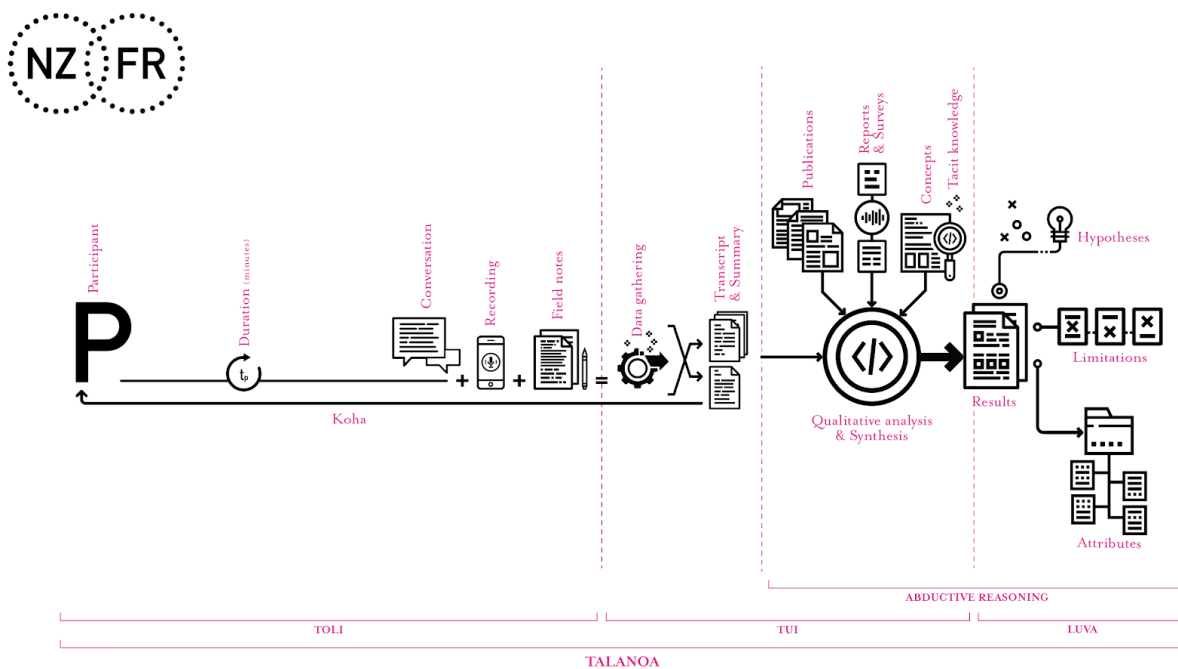 NZ FR
Participant
Duration (minutes)
tp
Conversation
Recording
Field notes
Data gathering
Transcript
& Summary
Publications
Reports
& Surveys
Concepts
Tacit knowledge
P
+
+
=
</>
</>
Koha
Qualitative analysis
& Synthesis
Results
Hypotheses
Limitations
Attributes
ABDUCTIVE REASONING
TOLI
TUI
LUVA
TALANOA